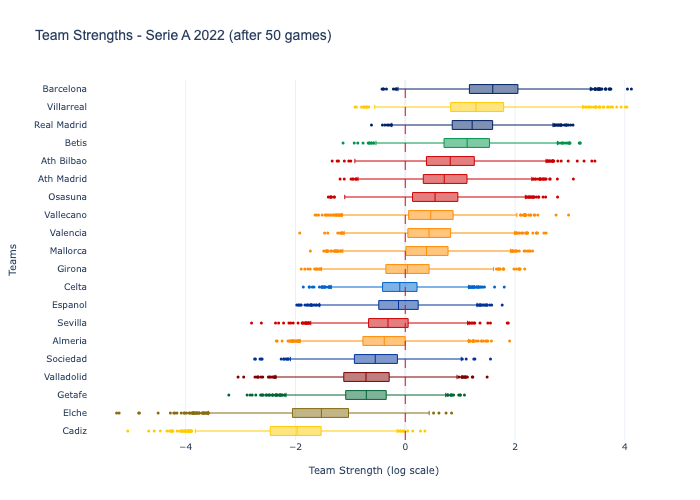 Team Strengths - Serie A 2022 (after 50 games)
Barcelona
Villarreal
Real Madrid
Betis
Ath Bilbao
Ath Madrid
Osasuna
Vallecano
Valencia
Mallorca
Girona
Celta
Espanol
Sevilla
Almeria
Sociedad
Valladolid
Getafe
Elche
Cadiz
Teams
−4
−2
0
2
4
Team Strength (log scale)